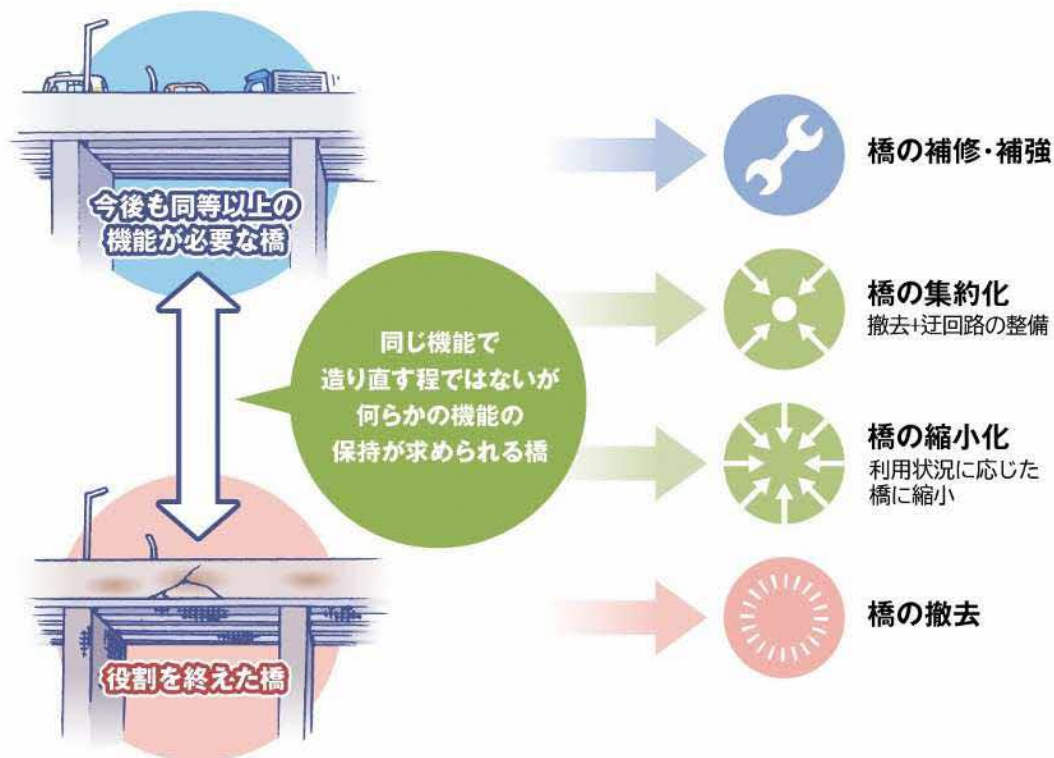 今後も同等以上の
機能が必要な橋
同じ機能で
造り直す程ではないが
何らかの機能の
保持が求められる橋
役割を終えた橋
橋の補修・補強
橋の集約化
撤去+迂回路の整備
橋の縮小化
利用状況に応じた
橋に縮小
橋の撤去